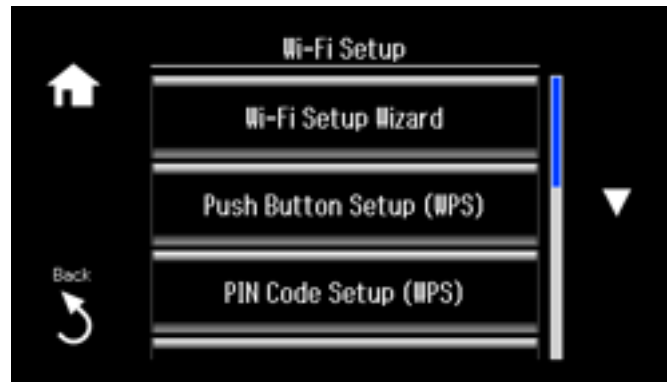 Wi-Fi Setup
Wi-Fi Setup Wizard
Push Button Setup (WPS)
Back
PIN Code Setup (WPS)